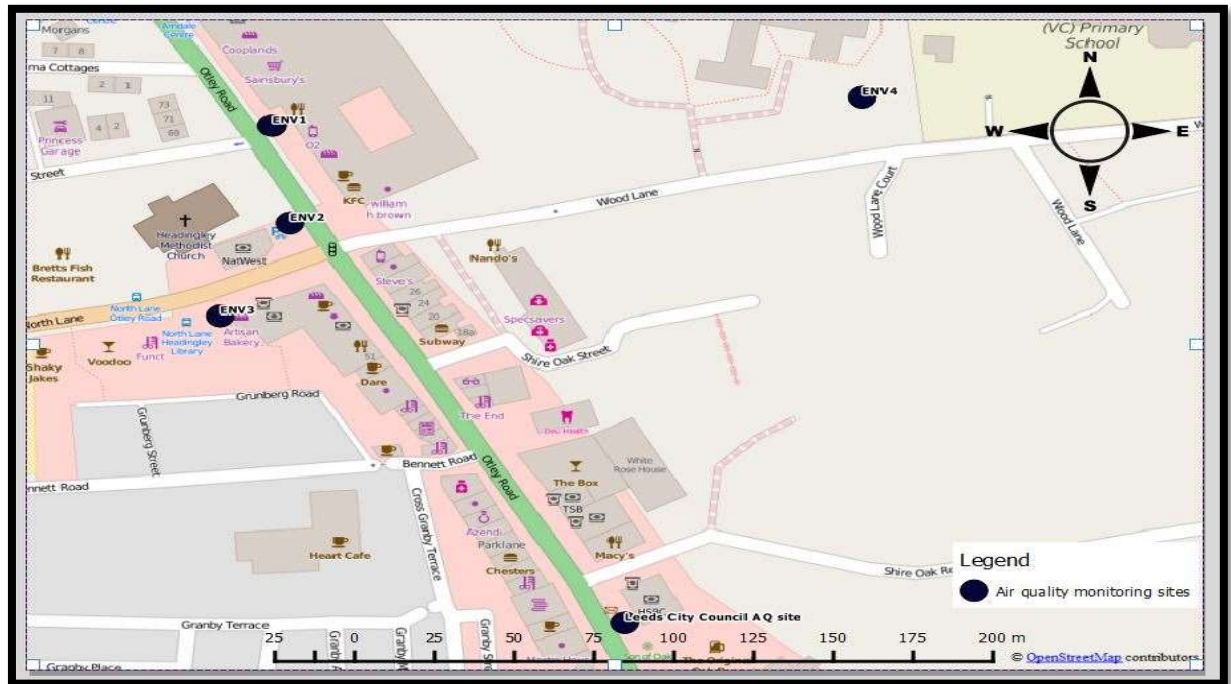 Morgans
Cooplands
Sainsbury's
(VC) Primary
School
7
8
ma Cottages
2
1
11
4
2
73
71
69
Princess
Garage
Otley Road
ENV1
O2
ENV4
N
W
E
S
Street
KFC
william
h brown
Wood Lane
Wood Lane Court
Wood Lane
ENV2
Headingley
Methodist
Church
NatWest
Bretts Fish
Restaurant
Nando's
Steve's
26
24
20
18a
Subway
Specsavers
Shire Oak Street
North Lane
Otley Road
North Lane
ENV3
Artisan
Bakery
North Lane
Headingley
Library
Funct
Voodoo
Shaky
Jakes
51
Dare
Grunberg Road
Grunberg Street
The End
White
Rose House
Bennett Road
nnett Road
Otley Road
The Box
TSB
Azendi
Parklane
Chesters
Macy's
Cross Granby Terrace
Heart Cafe
Shire Oak R
Legend
Air quality monitoring sites
HSBC
Leeds City Council AQ site
Granby Terrace
Granby Place
25
0
25
50
75
100
125
150
175
200 m
© OpenStreetMap contributors